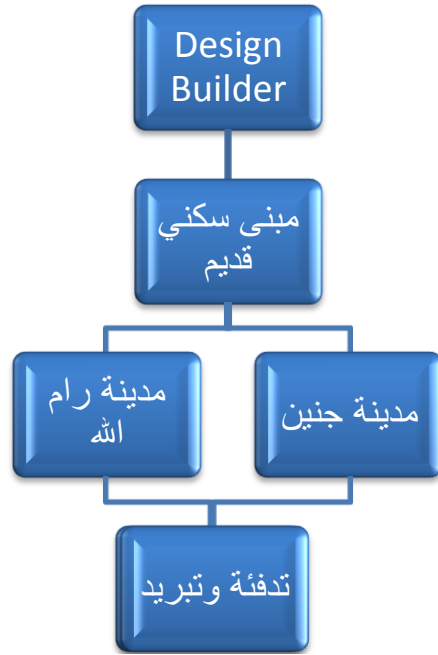 Design
Builder
مبنى سكني
قديم
مدينة رام
الله
مدينة جنين
تدفئة وتبريد